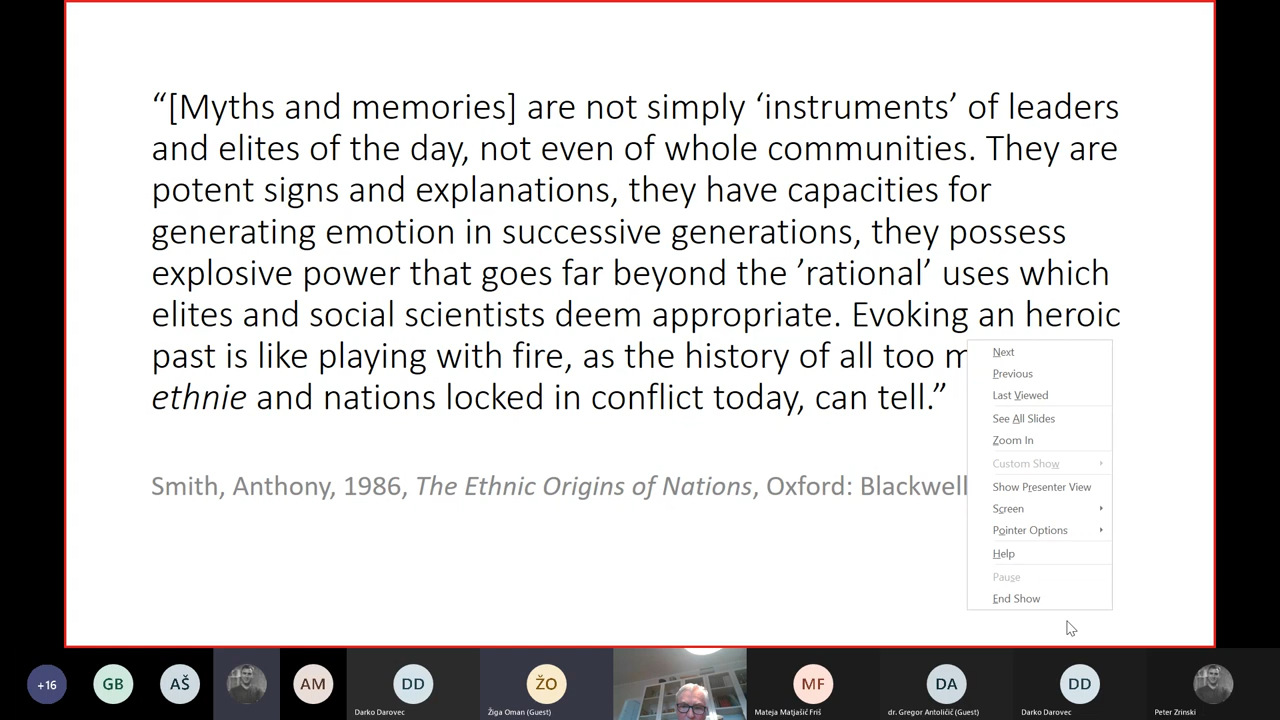 “[Myths and memories] are not simply ‘instruments’ of leaders
and elites of the day, not even of whole communities. They are
potent signs and explanations, they have capacities for
generating emotion in successive generations, they possess
explosive power that goes far beyond the ’rational’ uses which
elites and social scientists deem appropriate. Evoking an heroic
past is like playing with fire, as the history of all too m
ethnie and nations locked in conflict today, can tell.”
Smith, Anthony, 1986, The Ethnic Origins of Nations, Oxford: Blackwell
Next
Previous
Last Viewed
See All Slides
Zoom In
Custom Show
Show Presenter View
Screen
Pointer Options
Help
Pause
End Show
+16
GB
AŠ
AM
DD
Darko Darovec
ŽO
Žiga Oman (Guest)
MF
Mateja Matjašič Friš
DA
dr. Gregor Antoličič (Guest)
DD
Darko Darovec
Peter Zrinski